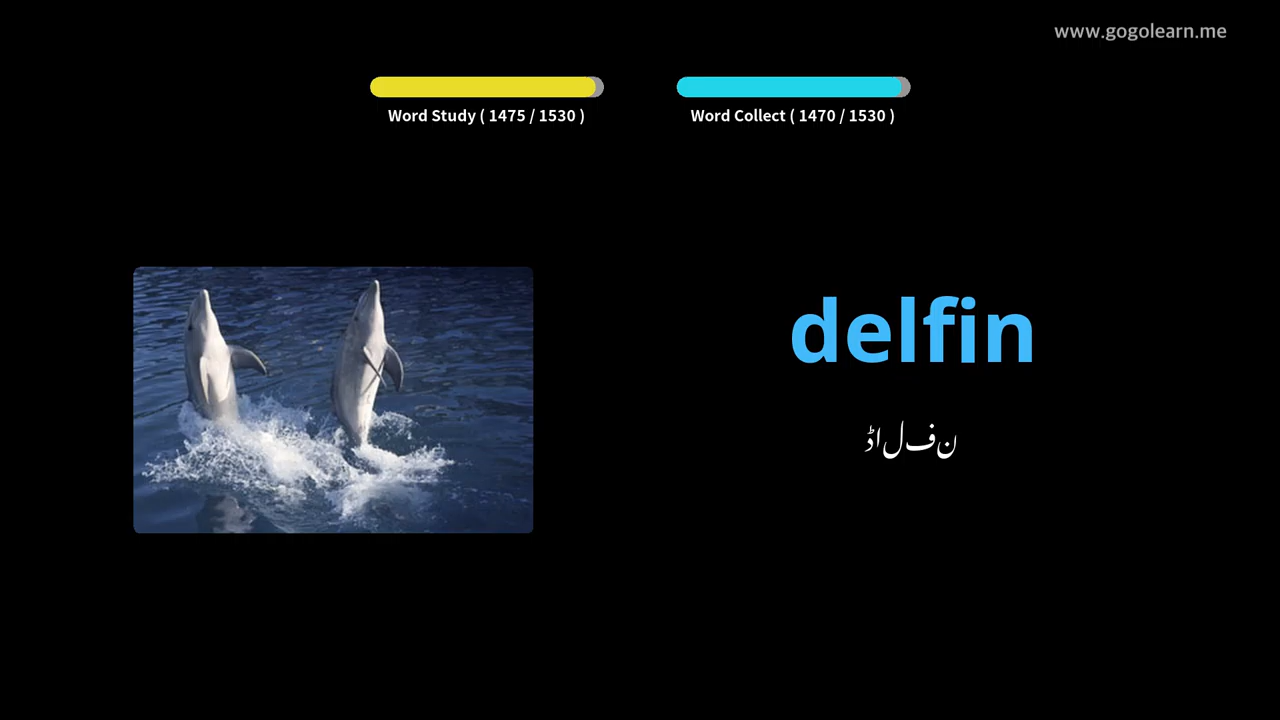 www.gogolearn.me
Word Study ( 1475 / 1530 )
Word Collect ( 1470 / 1530 )
delfin
ڈالفن